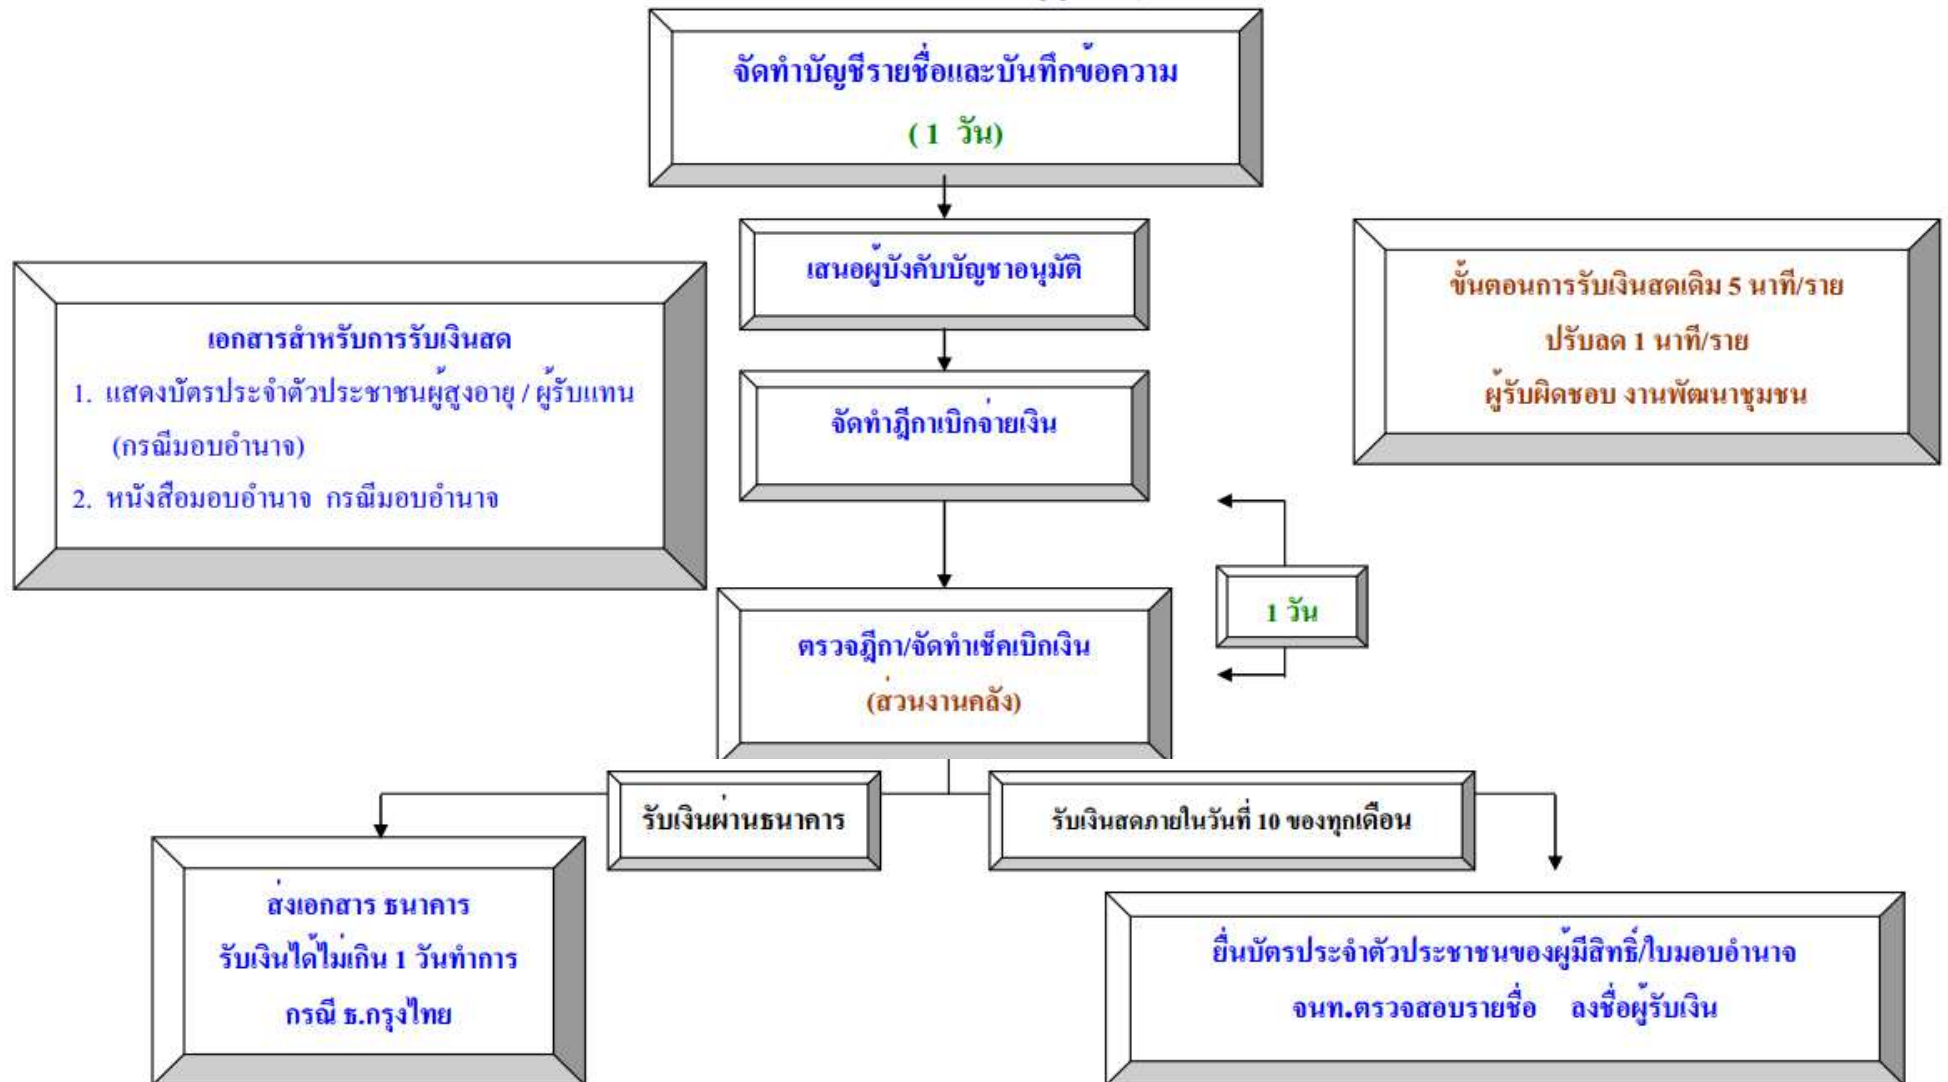 จัดทำบัญชีรายชื่อและบันทึกข้อความ
(1 วัน)
เสนอผู้บังคับบัญชาอนุมัติ
ขั้นตอนการรับเงินสดเดิม 5 นาที/ราย
ปรับลด 1 นาที/ราย
ผู้รับผิดชอบ งานพัฒนาชุมชน
เอกสารสำหรับการรับเงินสด
1. แสดงบัตรประจำตัวประชาชนผู้สูงอายุ / ผู้รับแทน
(กรณีมอบอำนาจ)
2. หนังสือมอบอำนาจ กรณีมอบอำนาจ
จัดทำฎีกาเบิกจ่ายเงิน
1 วัน
ตรวจฎีกา/จัดทำเช็คเบิกเงิน
(ส่วนงานคลัง)
รับเงินผ่านธนาคาร
รับเงินสดภายในวันที่ 10 ของทุกเดือน
ส่งเอกสาร ธนาคาร
รับเงินได้ไม่เกิน 1 วันทำการ
กรณี ธ.กรุงไทย
ยื่นบัตรประจำตัวประชาชนของผู้มีสิทธิ์/ใบมอบอำนาจ
จนท.ตรวจสอบรายชื่อ ลงชื่อผู้รับเงิน